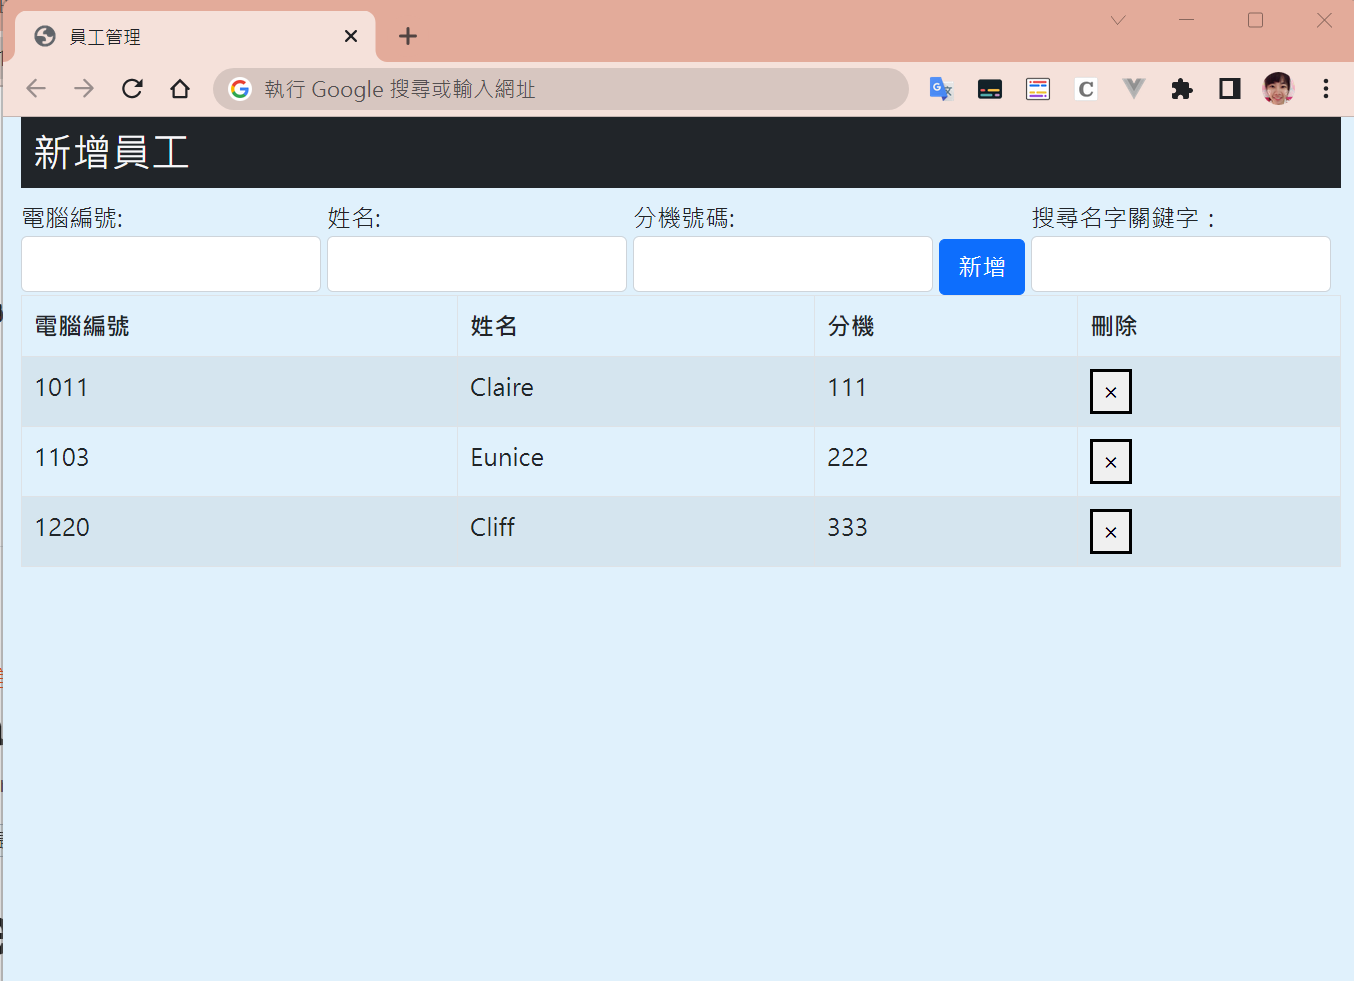 員工管理
執行 Google 搜尋或輸入網址
新增員工
電腦編號: 姓名: 分機號碼: 搜尋名字關鍵字：
新增
電腦編號 姓名 分機 刪除
1011 Claire 111 ×
1103 Eunice 222 ×
1220 Cliff 333 ×